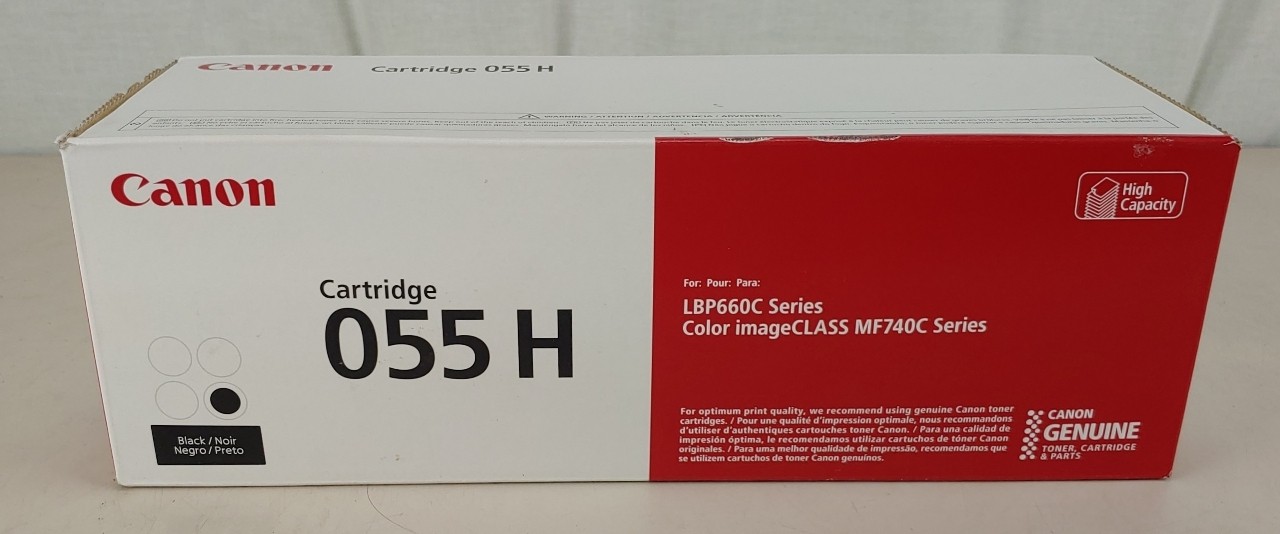 Canon Cartridge 055 H
WARNING / ATTENTION / ADVERTENCIA / ADVERTÊNCIA
Canon
High
Capacity
Cartridge
055 H
For: Pour: Para:
LBP660C Series
Color imageCLASS MF740C Series
Black / Noir
Negro / Preto
For optimum print quality, we recommend using genuine Canon toner
cartridges. / Pour une qualité d'impression optimale, nous recommandons
d'utiliser d'authentiques cartouches toner Canon. / Para una calidad de
impresión óptima, le recomendamos utilizar cartuchos de tóner Canon
originales. / Para uma melhor qualidade de impressão, recomendamos que
se utilizem cartuchos de toner Canon genuínos.
CANON
GENUINE
TONER, CARTRIDGE
& PARTS